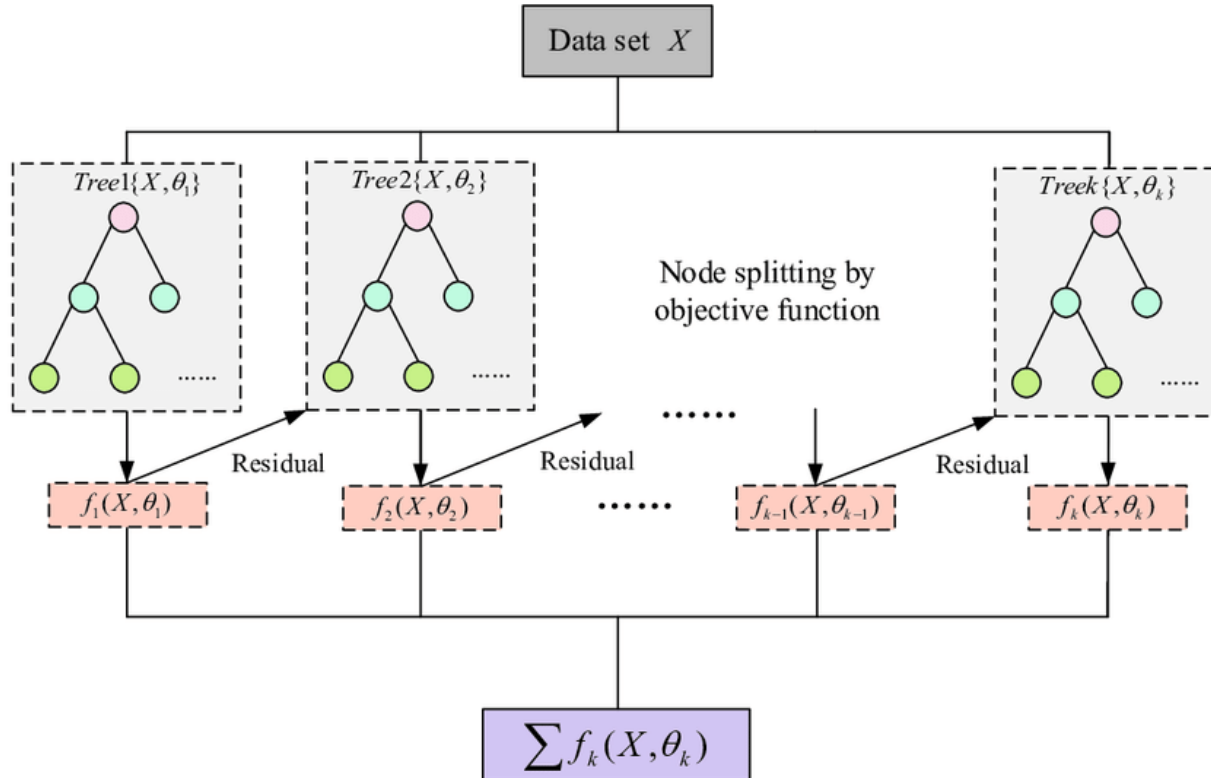 Data set X
Tree1{X,θ₁}
Tree2{X,θ₂}
Treek{X,θₖ}
Node splitting by
objective function
......
......
......
......
Residual
Residual
Residual
f₁(X,θ₁)
f₂(X,θ₂)
......
fₖ₋₁(X,θₖ₋₁)
fₖ(X,θₖ)
∑fₖ(X,θₖ)